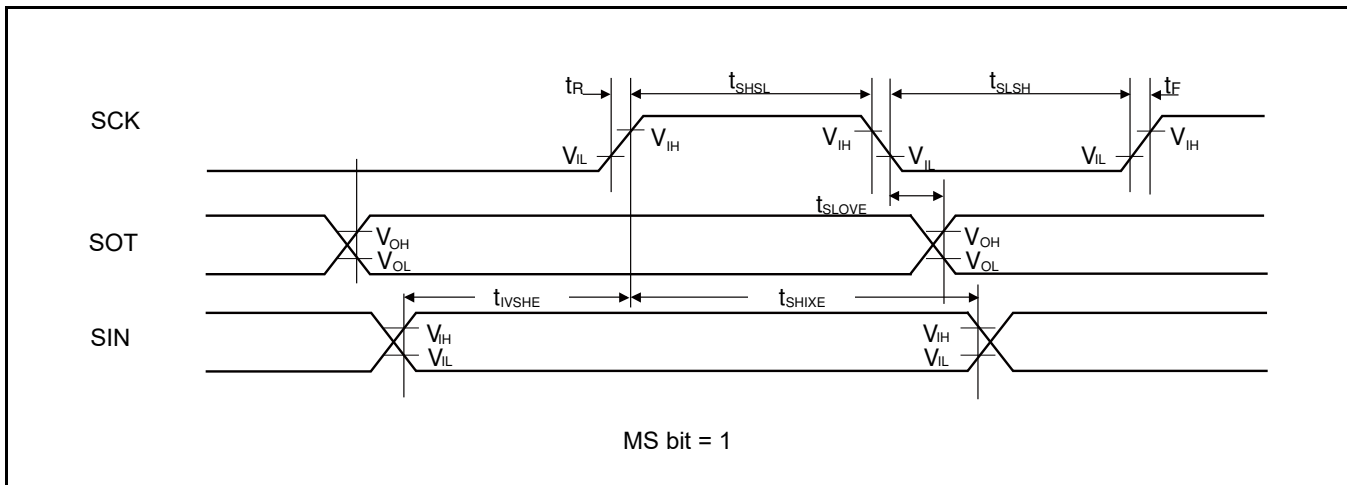 tR tSHSL tSLSH tF
SCK
VIH VIH VIH
VIL VIL VIL
tSLOVE
SOT
VOH VOH
VOL VOL
tIVSHE tSHIXE
SIN
VIH VIH
VIL VIL
MS bit = 1